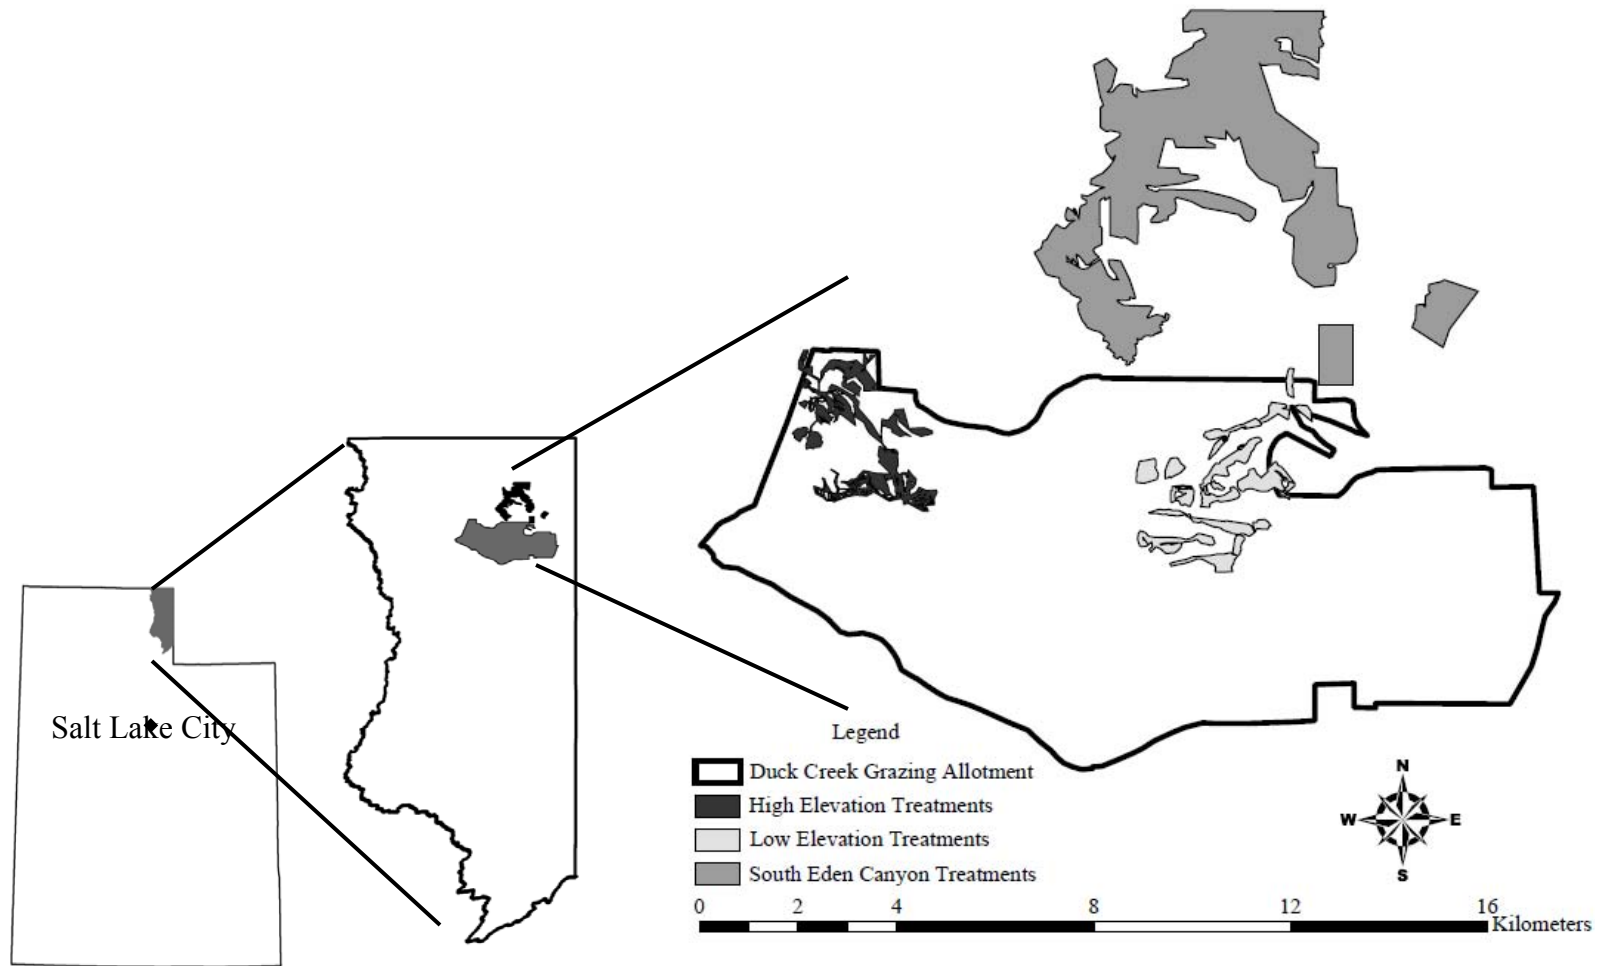 Salt Lake City
Legend
Duck Creek Grazing Allotment
High Elevation Treatments
Low Elevation Treatments
South Eden Canyon Treatments
N
W E
S
0 2 4 8 12 16
Kilometers